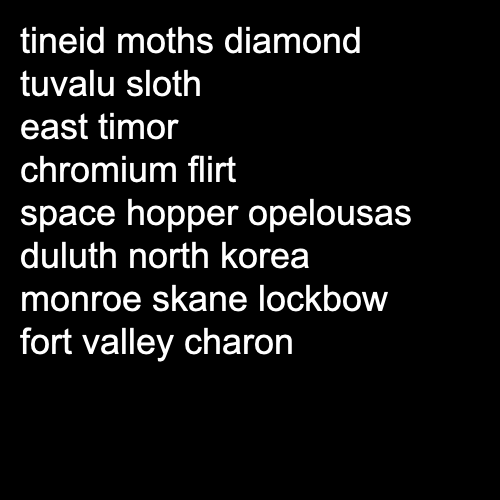 tineid moths diamond
tuvalu sloth
east timor
chromium flirt
space hopper opelousas
duluth north korea
monroe skane lockbow
fort valley charon